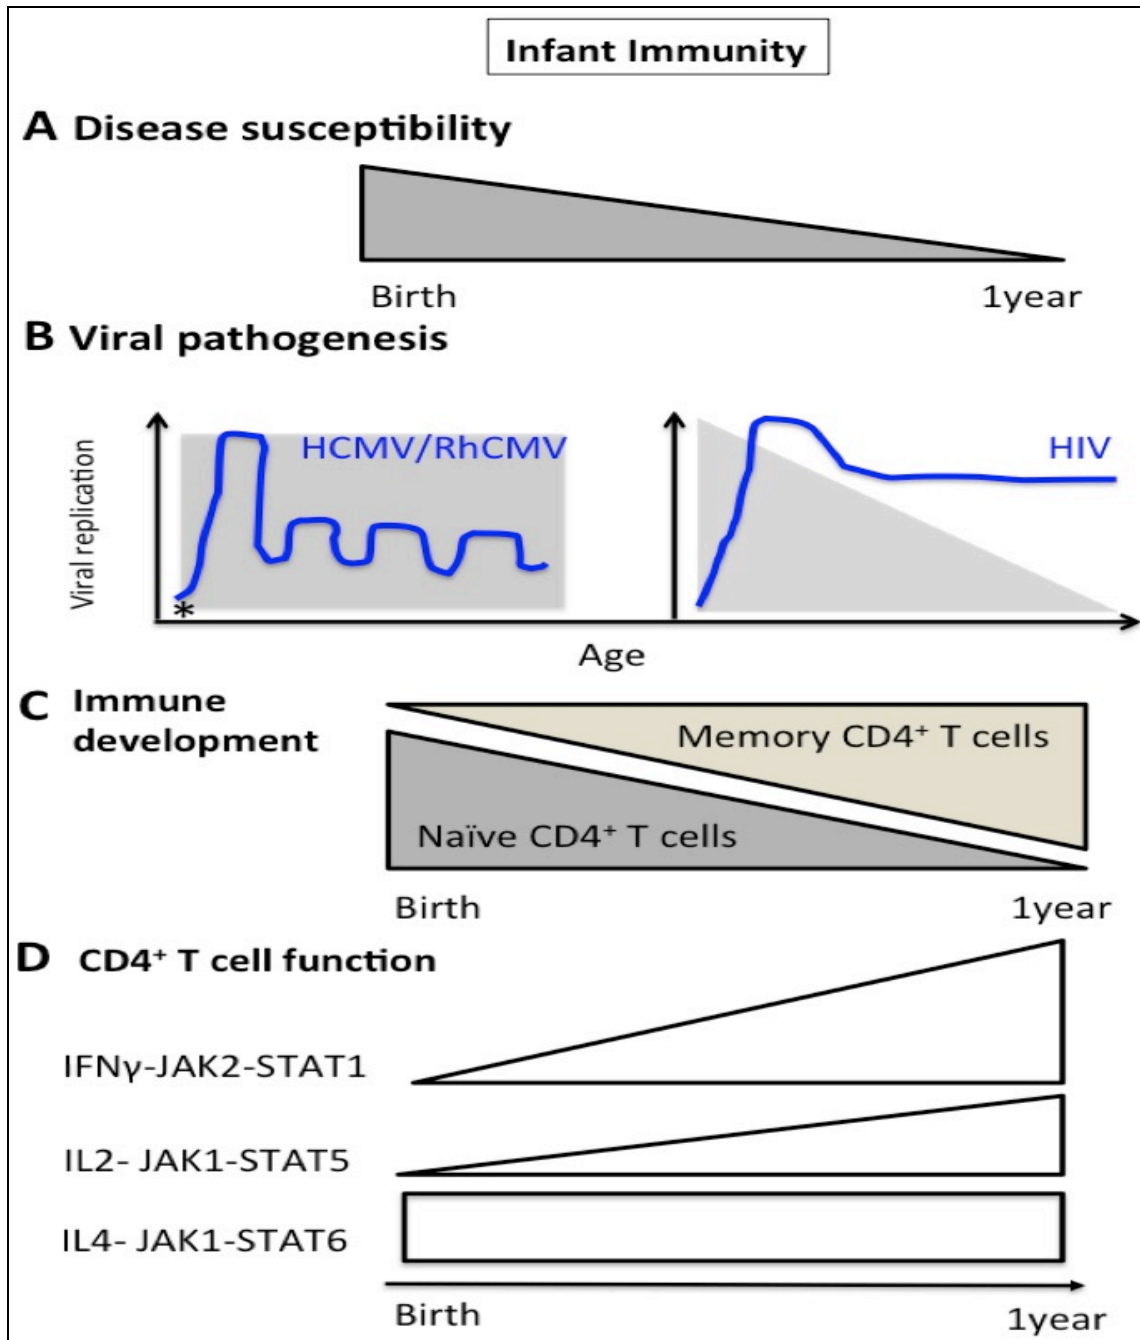 Infant Immunity
A Disease susceptibility
Birth 1year
B Viral pathogenesis
Viral replication
HCMV/RhCMV
HIV
*
Age
C Immune
development
Memory CD4⁺ T cells
Naïve CD4⁺ T cells
Birth 1year
D CD4⁺ T cell function
IFNγ-JAK2-STAT1
IL2- JAK1-STAT5
IL4- JAK1-STAT6
Birth 1year